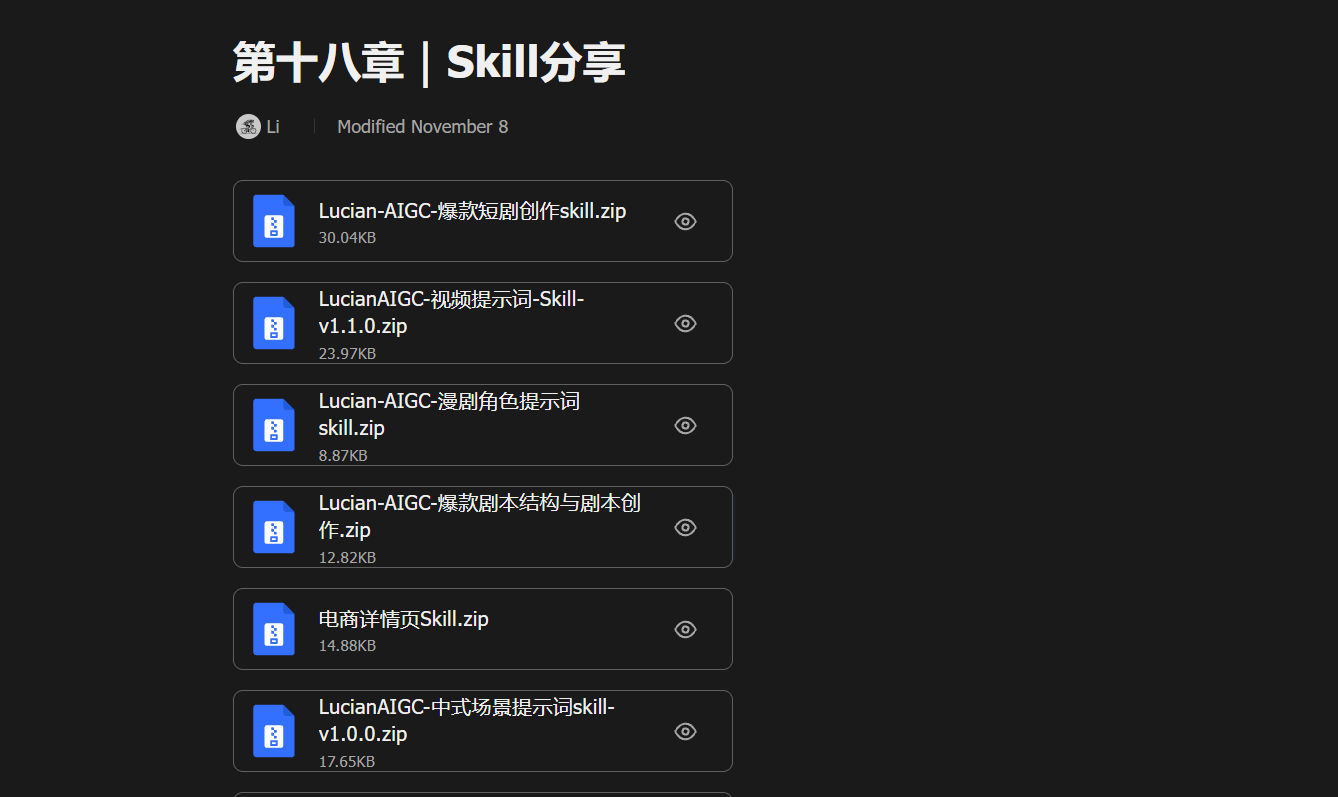 第十八章｜Skill分享
Li
Modified November 8
Lucian-AIGC-爆款短剧创作skill.zip
30.04KB
LucianAIGC-视频提示词-Skill-
v1.1.0.zip
23.97KB
Lucian-AIGC-漫剧角色提示词
skill.zip
8.87KB
Lucian-AIGC-爆款剧本结构与剧本创
作.zip
12.82KB
电商详情页Skill.zip
14.88KB
LucianAIGC-中式场景提示词skill-
v1.0.0.zip
17.65KB